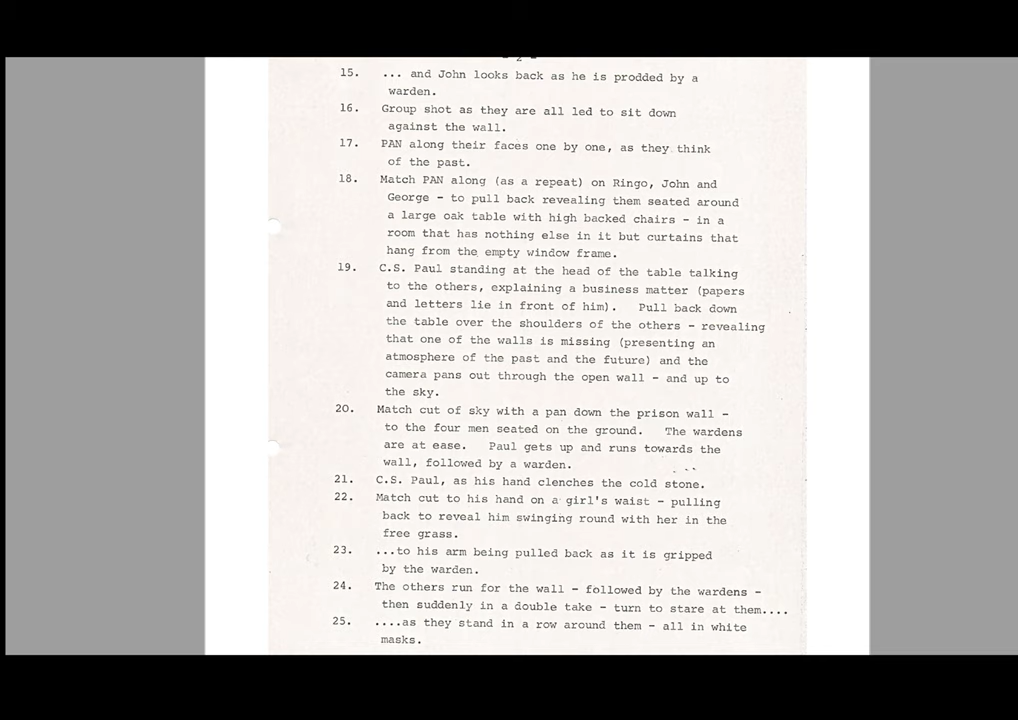 - 2 -
15. ... and John looks back as he is prodded by a
warden.
16. Group shot as they are all led to sit down
against the wall.
17. PAN along their faces one by one, as they think
of the past.
18. Match PAN along (as a repeat) on Ringo, John and
George - to pull back revealing them seated around
a large oak table with high backed chairs - in a
room that has nothing else in it but curtains that
hang from the empty window frame.
19. C.S. Paul standing at the head of the table talking
to the others, explaining a business matter (papers
and letters lie in front of him). Pull back down
the table over the shoulders of the others - revealing
that one of the walls is missing (presenting an
atmosphere of the past and the future) and the
camera pans out through the open wall - and up to
the sky.
20. Match cut of sky with a pan down the prison wall -
to the four men seated on the ground. The wardens
are at ease. Paul gets up and runs towards the
wall, followed by a warden.
21. C.S. Paul, as his hand clenches the cold stone.
22. Match cut to his hand on a girl's waist - pulling
back to reveal him swinging round with her in the
free grass.
23. ...to his arm being pulled back as it is gripped
by the warden.
24. The others run for the wall - followed by the wardens -
then suddenly in a double take - turn to stare at them....
25. ....as they stand in a row around them - all in white
masks.